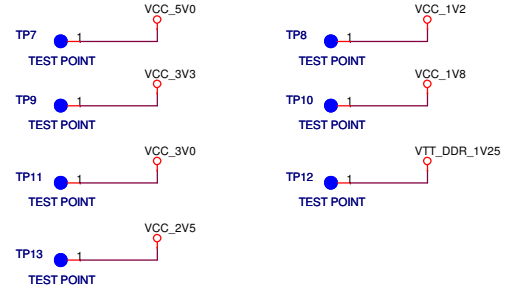 VCC_5V0
TP7
1
TEST POINT
VCC_1V2
TP8
1
TEST POINT
VCC_3V3
TP9
1
TEST POINT
VCC_1V8
TP10
1
TEST POINT
VCC_3V0
TP11
1
TEST POINT
VTT_DDR_1V25
TP12
1
TEST POINT
VCC_2V5
TP13
1
TEST POINT